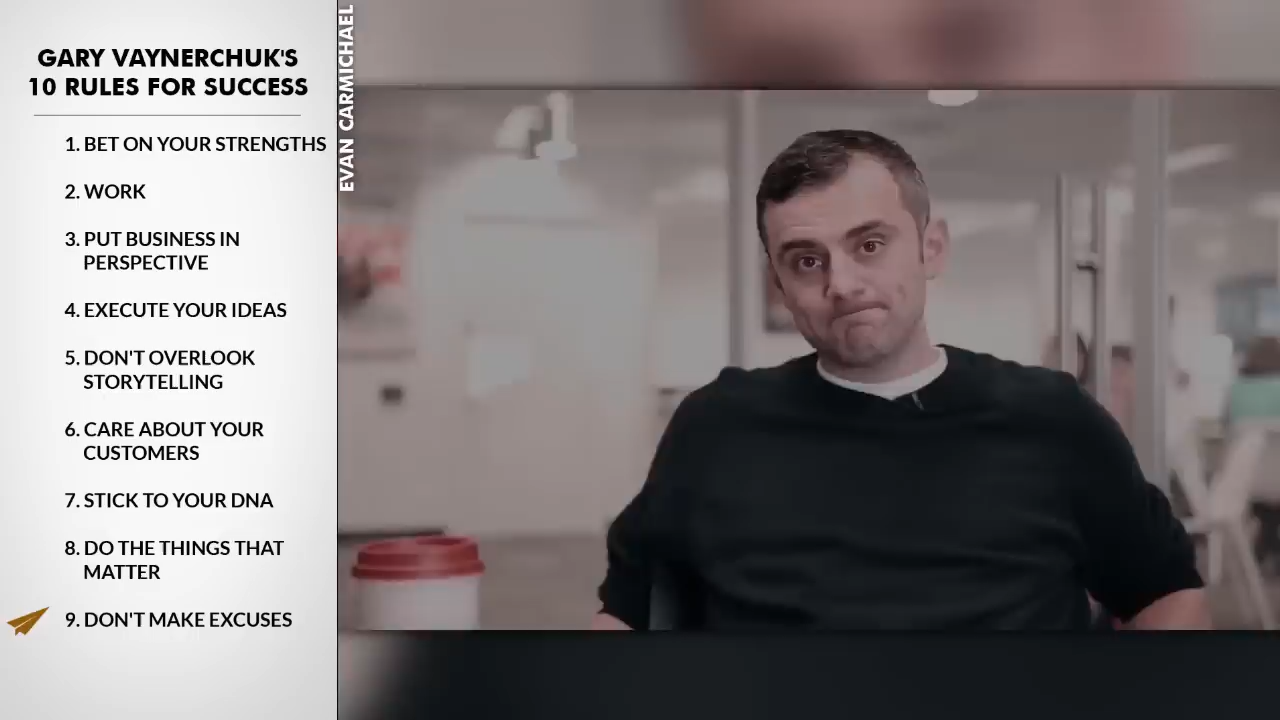 GARY VAYNERCHUK'S
10 RULES FOR SUCCESS
1. BET ON YOUR STRENGTHS
2. WORK
3. PUT BUSINESS IN
PERSPECTIVE
4. EXECUTE YOUR IDEAS
5. DON'T OVERLOOK
STORYTELLING
6. CARE ABOUT YOUR
CUSTOMERS
7. STICK TO YOUR DNA
8. DO THE THINGS THAT
MATTER
9. DON'T MAKE EXCUSES
EVAN CARMICHAEL